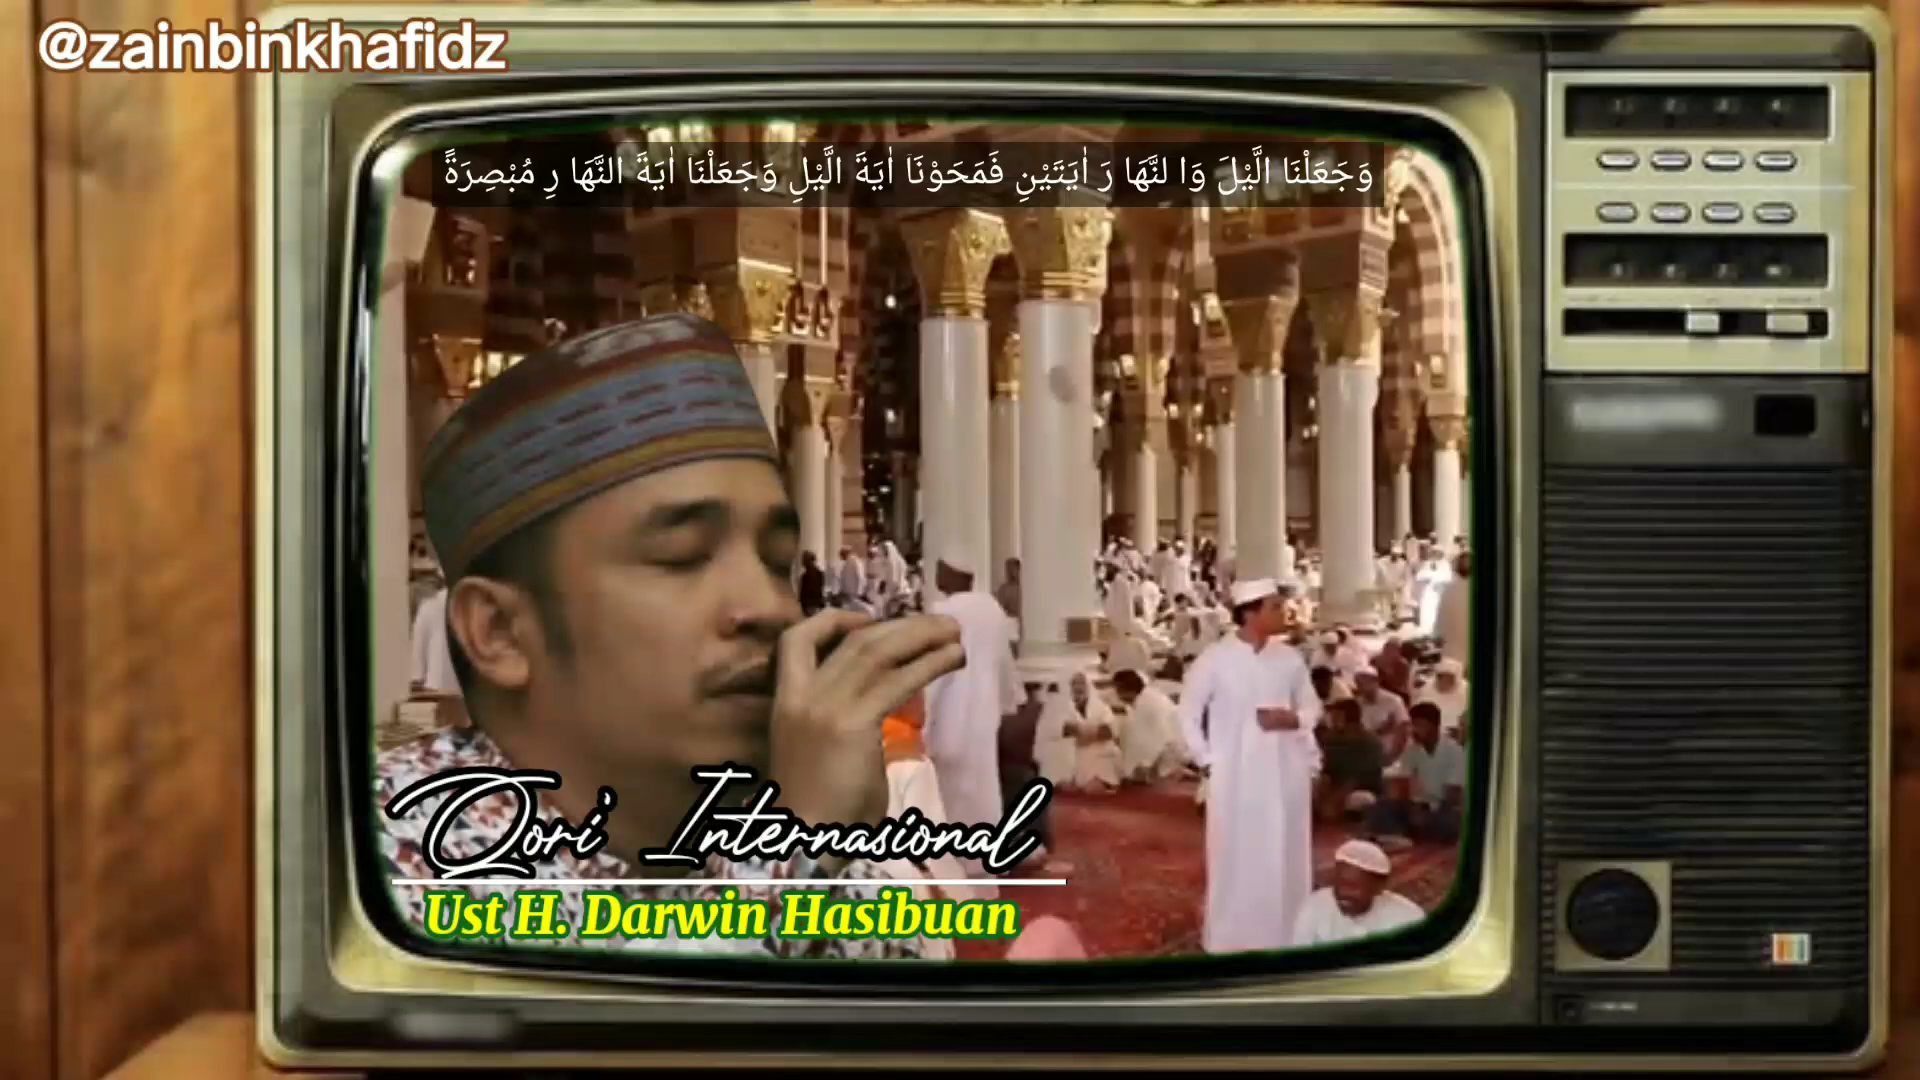 @zainbinkhafidz
وَجَعَلْنَا الَّيْلَ وَا لنَّهَا رَ اٰيَتَيْنِ فَمَحَوْنَاۤ اٰيَةَ الَّيْلِ وَجَعَلْنَاۤ اٰيَةَ النَّهَا رِ مُبْصِرَةً
Qori' Internasional
Ust H. Darwin Hasibuan